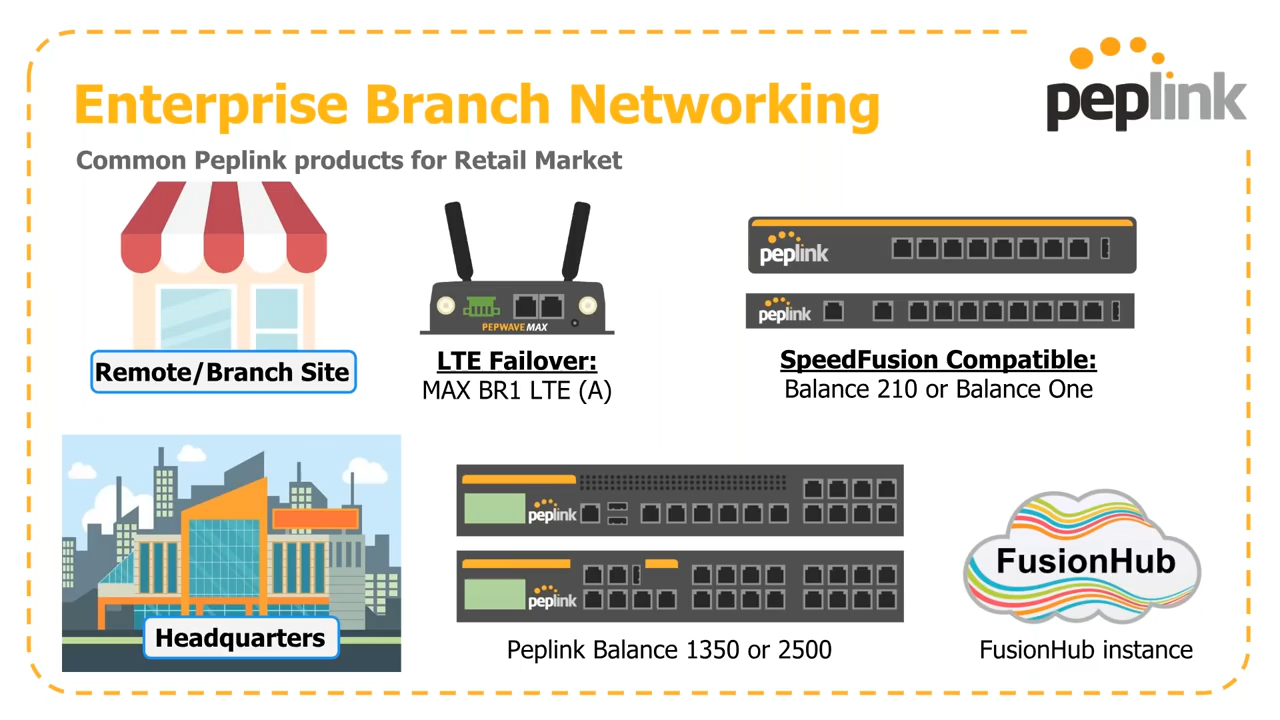 Enterprise Branch Networking
peplink
Common Peplink products for Retail Market
peplink
peplink
PEPWAVE MAX
Remote/Branch Site
LTE Failover:
MAX BR1 LTE (A)
SpeedFusion Compatible:
Balance 210 or Balance One
peplink
peplink
FusionHub
Headquarters
Peplink Balance 1350 or 2500
FusionHub instance